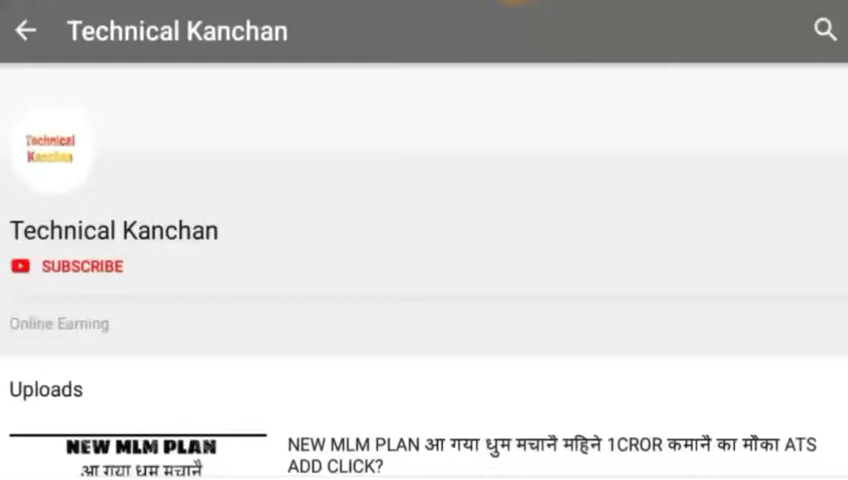 Technical Kanchan
Technical
Kanchan
Technical Kanchan
SUBSCRIBE
Online Earning
Uploads
NEW MLM PLAN
आ गया धुम मचानै
NEW MLM PLAN आ गया धुम मचानै महिने 1CROR कमानै का मौका ATS
ADD CLICK?